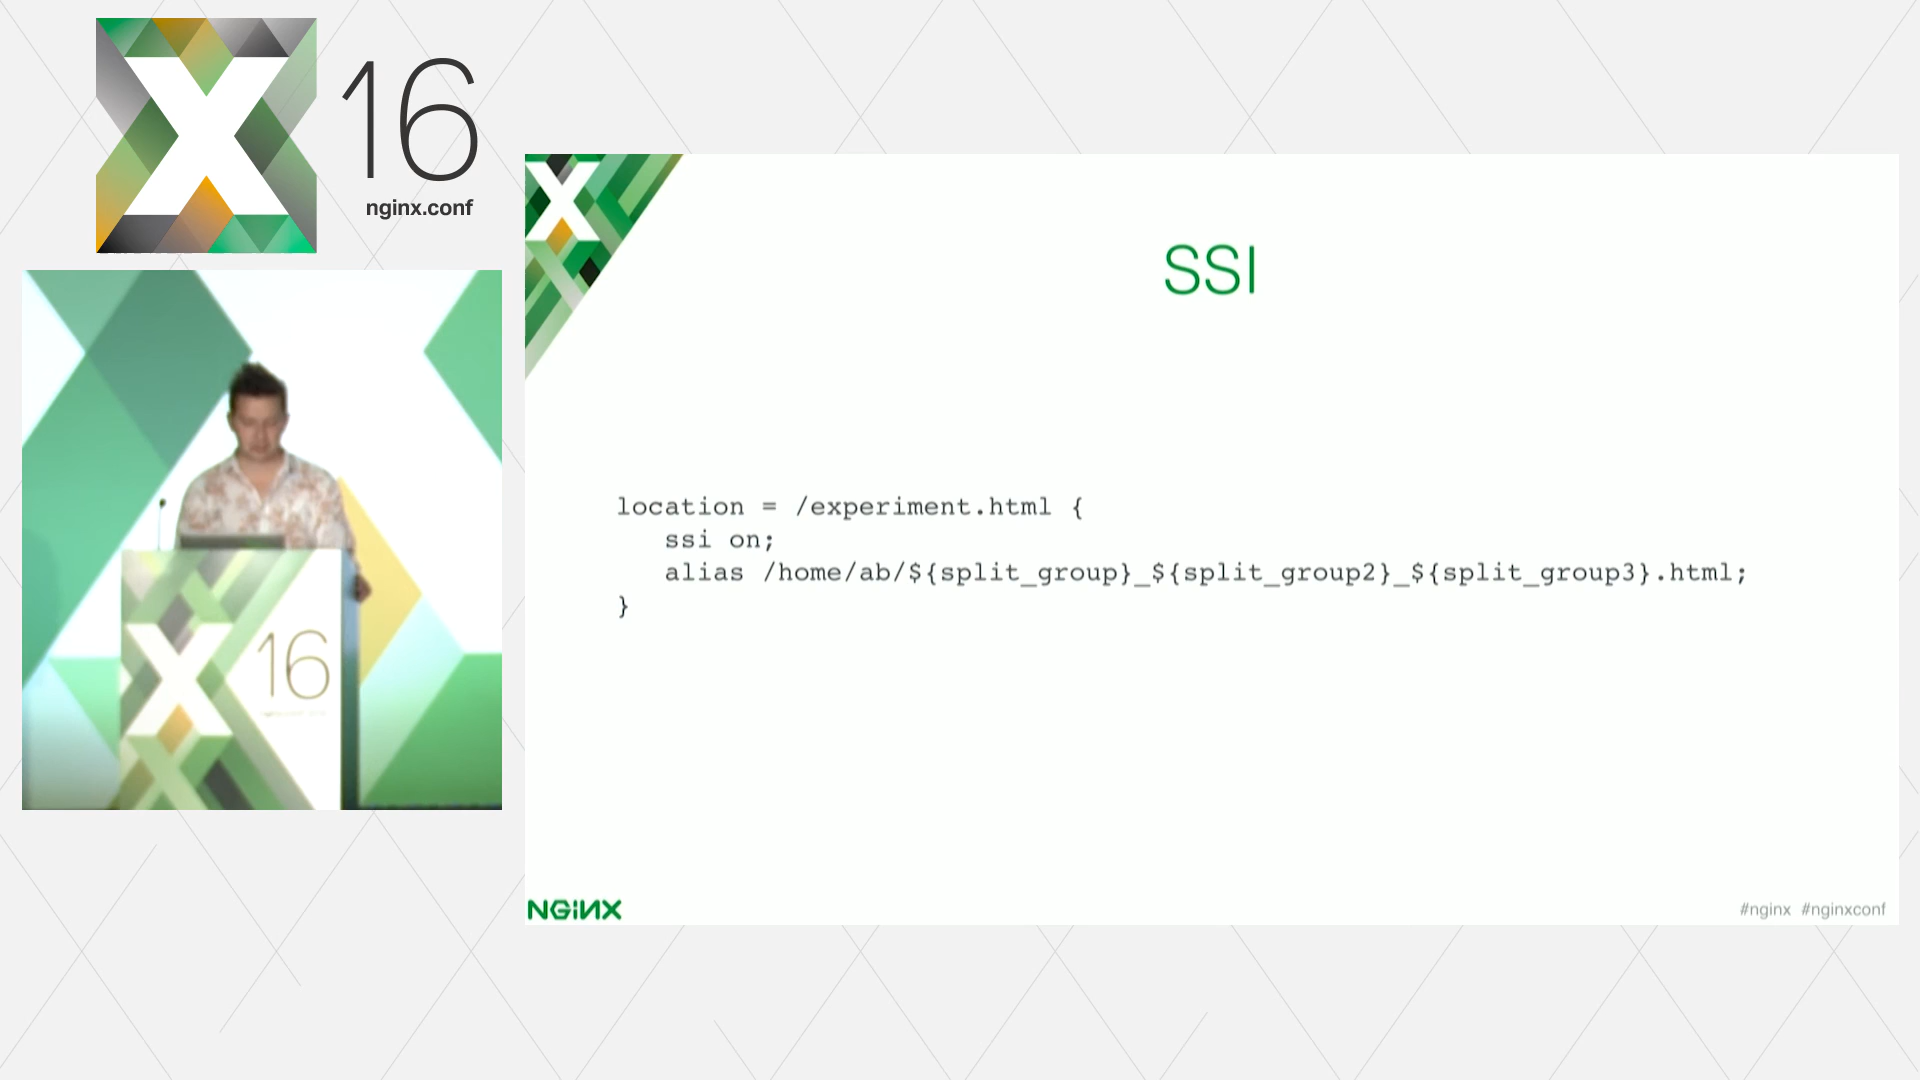 16
nginx.conf
SSI
location = /experiment.html {
ssi on;
alias /home/ab/${split_group}_${split_group2}_${split_group3}.html;
}
16
NGINX
#nginx #nginxconf